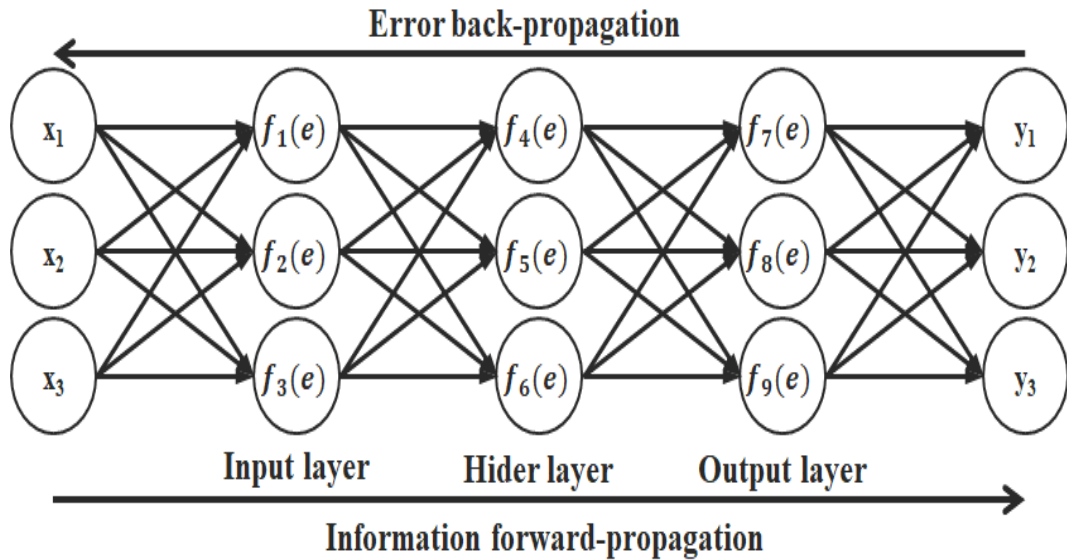 Error back-propagation
x₁ f₁(e) f₄(e) f₇(e) y₁
x₂ f₂(e) f₅(e) f₈(e) y₂
x₃ f₃(e) f₆(e) f₉(e) y₃
Input layer Hider layer Output layer
Information forward-propagation